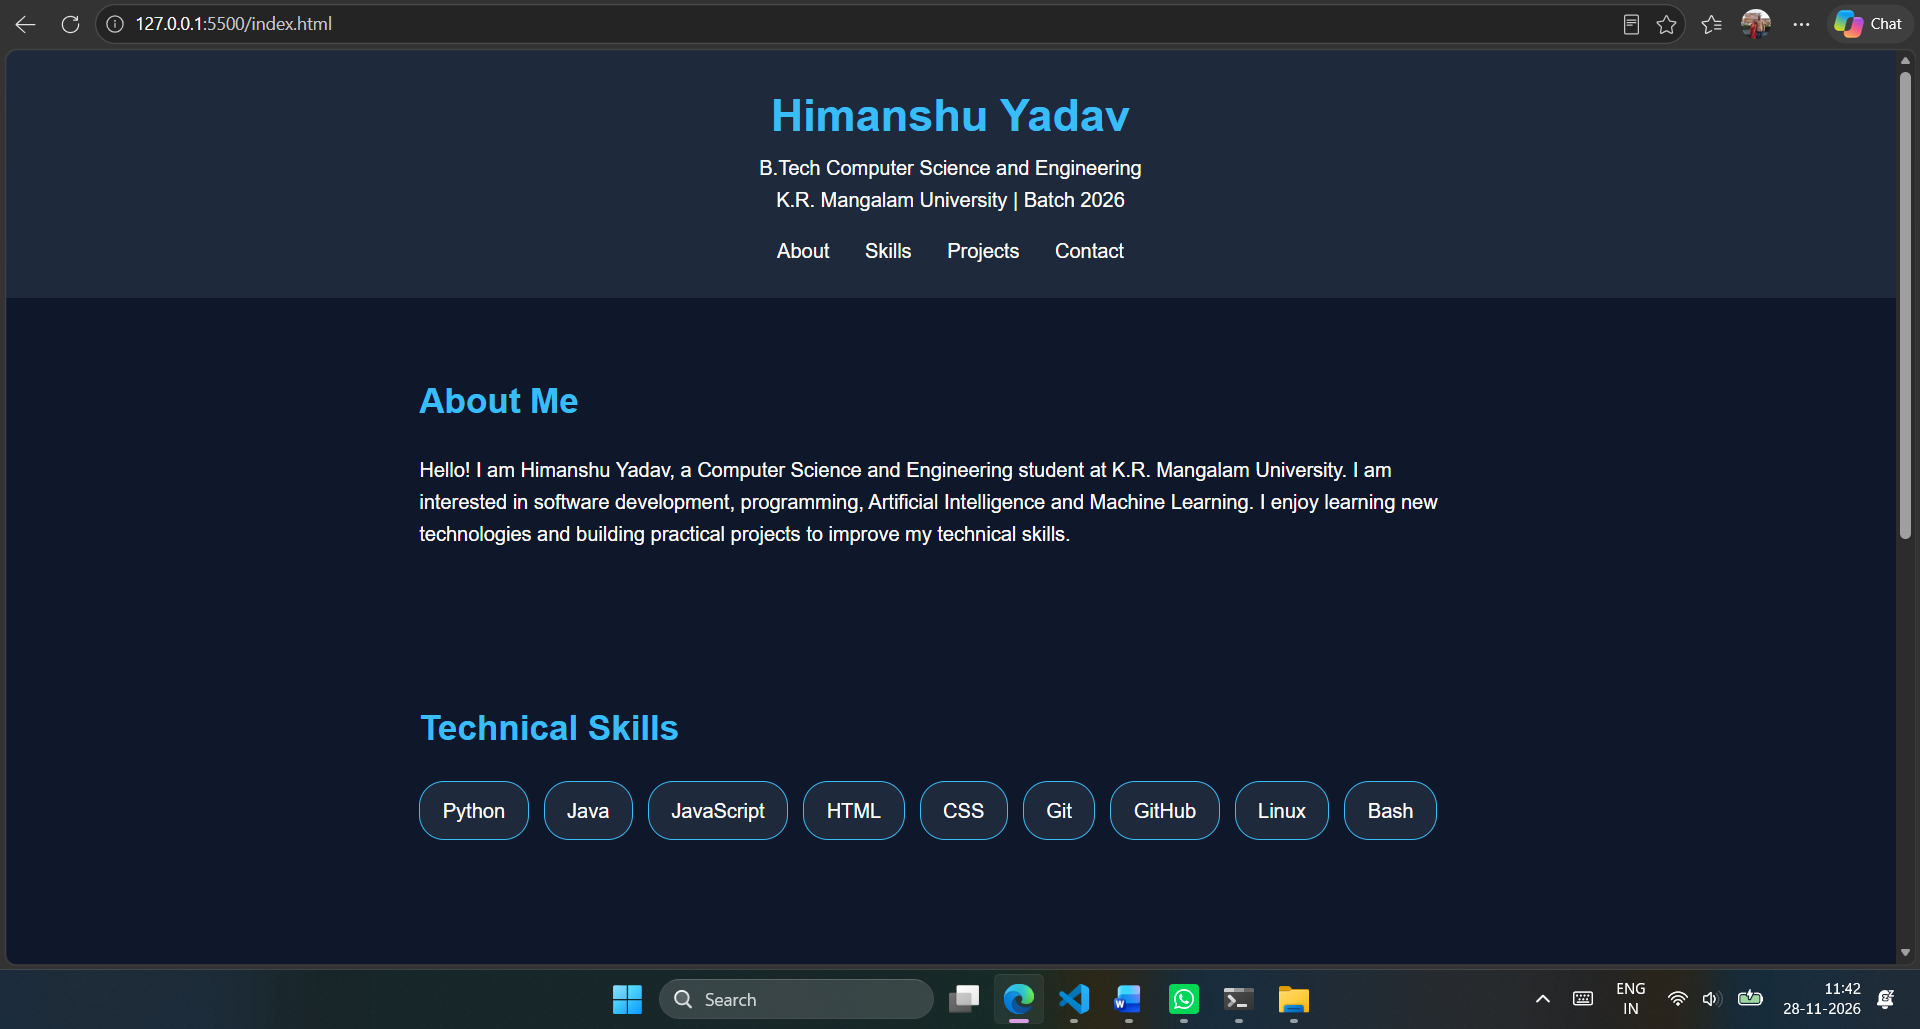 127.0.0.1:5500/index.html
Chat
Himanshu Yadav
B.Tech Computer Science and Engineering
K.R. Mangalam University | Batch 2026
About Skills Projects Contact
About Me
Hello! I am Himanshu Yadav, a Computer Science and Engineering student at K.R. Mangalam University. I am
interested in software development, programming, Artificial Intelligence and Machine Learning. I enjoy learning new
technologies and building practical projects to improve my technical skills.
Technical Skills
Python Java JavaScript HTML CSS Git GitHub Linux Bash
Search
ENG
IN
11:42
28-11-2026